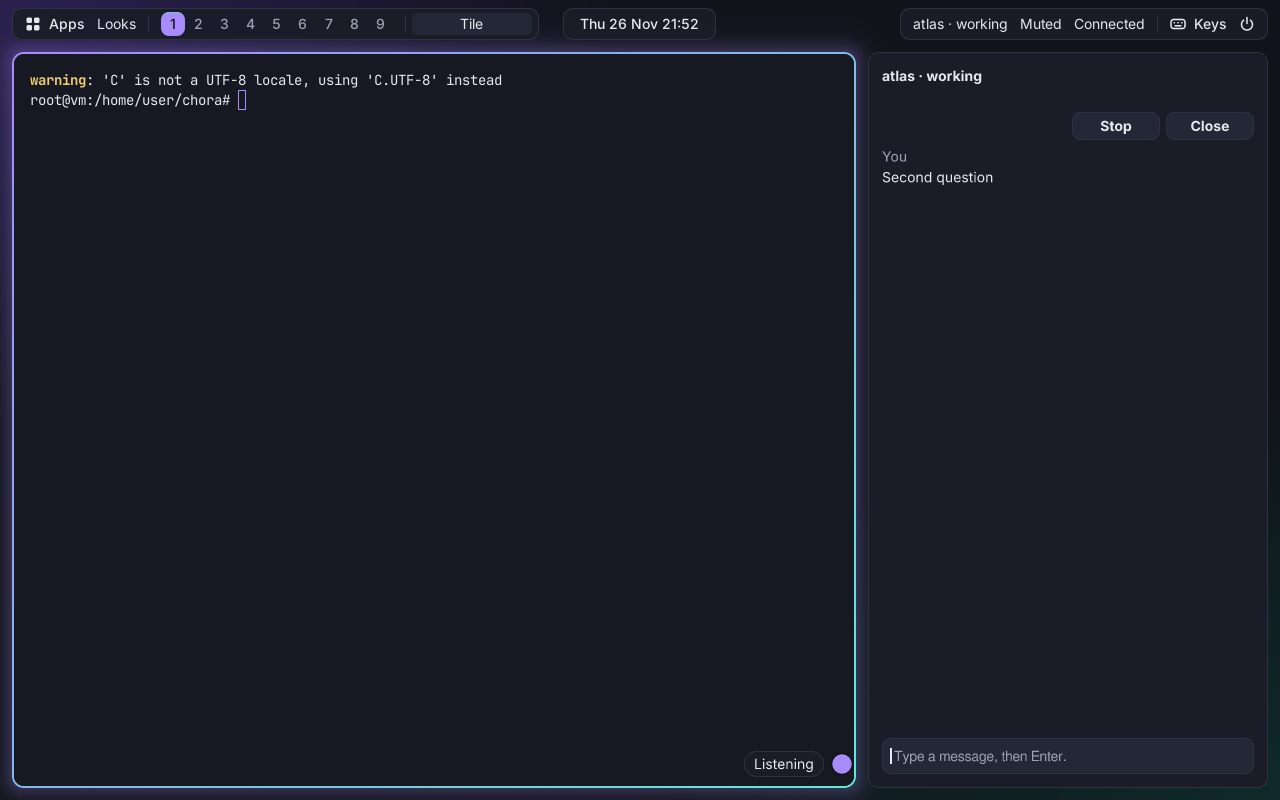 Apps Looks 1 2 3 4 5 6 7 8 9 Tile Thu 26 Nov 21:52 atlas · working Muted Connected Keys
warning: 'C' is not a UTF-8 locale, using 'C.UTF-8' instead
root@vm:/home/user/chora#
Listening
atlas · working
Stop Close
You
Second question
Type a message, then Enter.